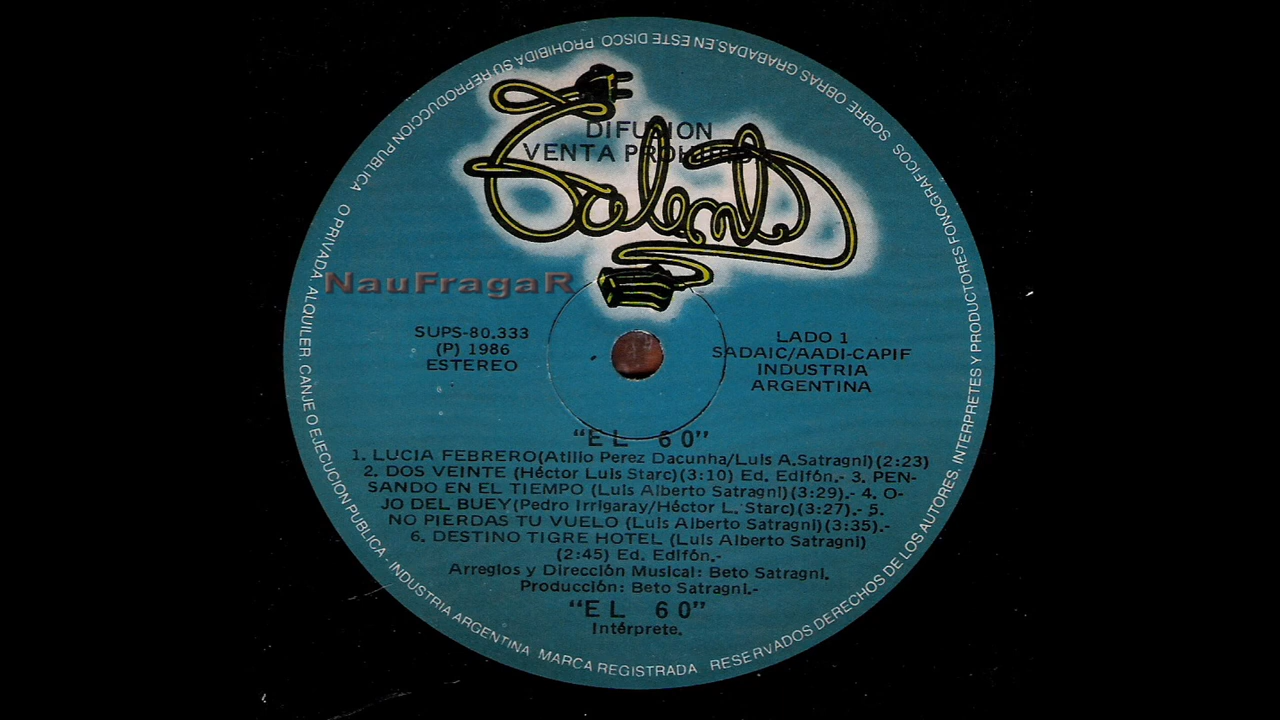 DIFUSION
VENTA PROHIBIDA
Talent
NauFragaR
SUPS-80.333
(P) 1986
ESTEREO
LADO 1
SADAIC/AADI-CAPIF
INDUSTRIA
ARGENTINA
"EL 60"
1. LUCIA FEBRERO(Atilio Perez Dacunha/Luis A.Satragni)(2:23)
2. DOS VEINTE (Héctor Luis Starc)(3:10) Ed. Edifón.- 3. PEN-
SANDO EN EL TIEMPO (Luis Alberto Satragni)(3:29).- 4. O-
JO DEL BUEY(Pedro Irrigaray/Héctor L. Starc)(3:27).- 5.
NO PIERDAS TU VUELO (Luis Alberto Satragni)(3:35).-
6. DESTINO TIGRE HOTEL (Luis Alberto Satragni)
(2:45) Ed. Edifón.-
Arreglos y Dirección Musical: Beto Satragni.
Producción: Beto Satragni.-
"EL 60"
Intérprete.
INDUSTRIA ARGENTINA MARCA REGISTRADA RESERVADOS DERECHOS DE LOS AUTORES, INTERPRETES Y PRODUCTORES FONOGRAFICOS SOBRE OBRAS GRABADAS EN ESTE DISCO PROHIBIDA SU REPRODUCCION PUBLICA O PRIVADA, ALQUILER, CANJE O EJECUCION PUBLICA -